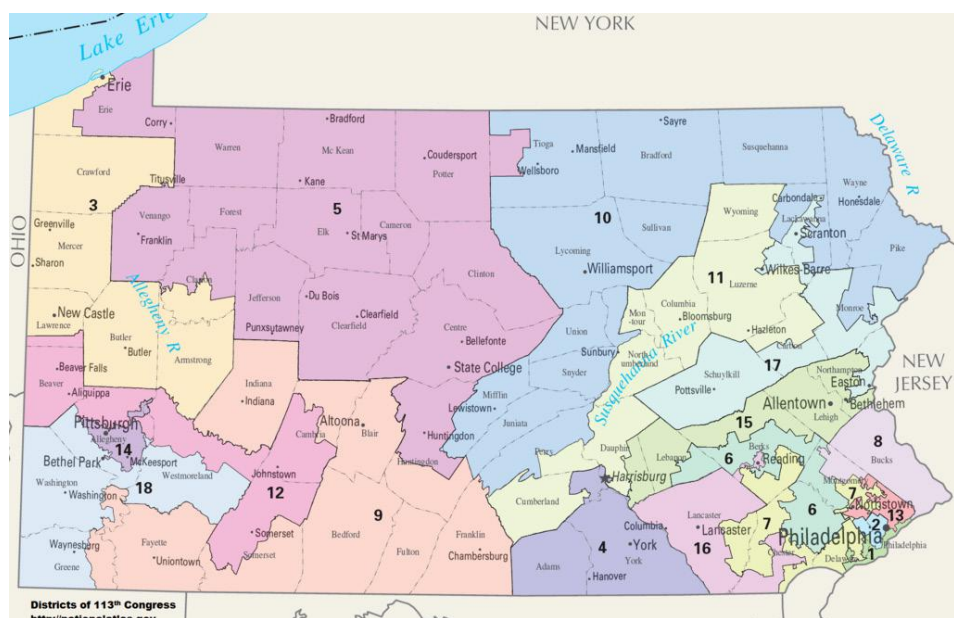 NEW YORK
Lake Erie
Erie
Erie
Corry
Bradford
Warren
Mc Kean
Coudersport
Potter
Crawford
Titusville
Kane
3
5
Venango
Forest
Elk
Cameron
Franklin
St Marys
Greenville
Mercer
Sharon
OHIO
Clinton
Allegheny R
Jefferson
Du Bois
Clearfield
Clearfield
Punxsytawney
New Castle
Lawrence
Butler
Butler
Armstrong
Centre
Bellefonte
State College
Beaver Falls
Beaver
Aliquippa
Indiana
Indiana
Altoona
Blair
Cambria
Huntingdon
Huntingdon
Pittsburgh
Allegheny
14
Bethel Park
McKeesport
Westmoreland
Johnstown
18
Washington
Washington
12
9
Somerset
Somerset
Bedford
Fulton
Franklin
Chambersburg
Waynesburg
Greene
Fayette
Uniontown
Sayre
Tioga
Mansfield
Wellsboro
Bradford
Susquehanna
Delaware R
Wayne
Honesdale
Wyoming
Carbondale
Lackawanna
Scranton
10
Sullivan
Lycoming
Williamsport
Pike
11
Wilkes-Barre
Luzerne
Columbia
Bloomsburg
Mon
-tour
Monroe
Hazleton
Carbon
17
Union
Sunbury
North-
umberland
Snyder
Susquehanna River
Schuylkill
Pottsville
Northampton
Easton
NEW
JERSEY
Mifflin
Lewistown
Juniata
Allentown
Lehigh
Bethlehem
15
Perry
Dauphin
Lebanon
Harrisburg
6
Berks
Reading
8
Bucks
Cumberland
Montgomery
7
Norristown
13
6
Lancaster
Lancaster
Columbia
7
16
Philadelphia
2
Philadelphia
1
Chester
Delaware
4
York
York
Adams
Hanover
Districts of 113th Congress